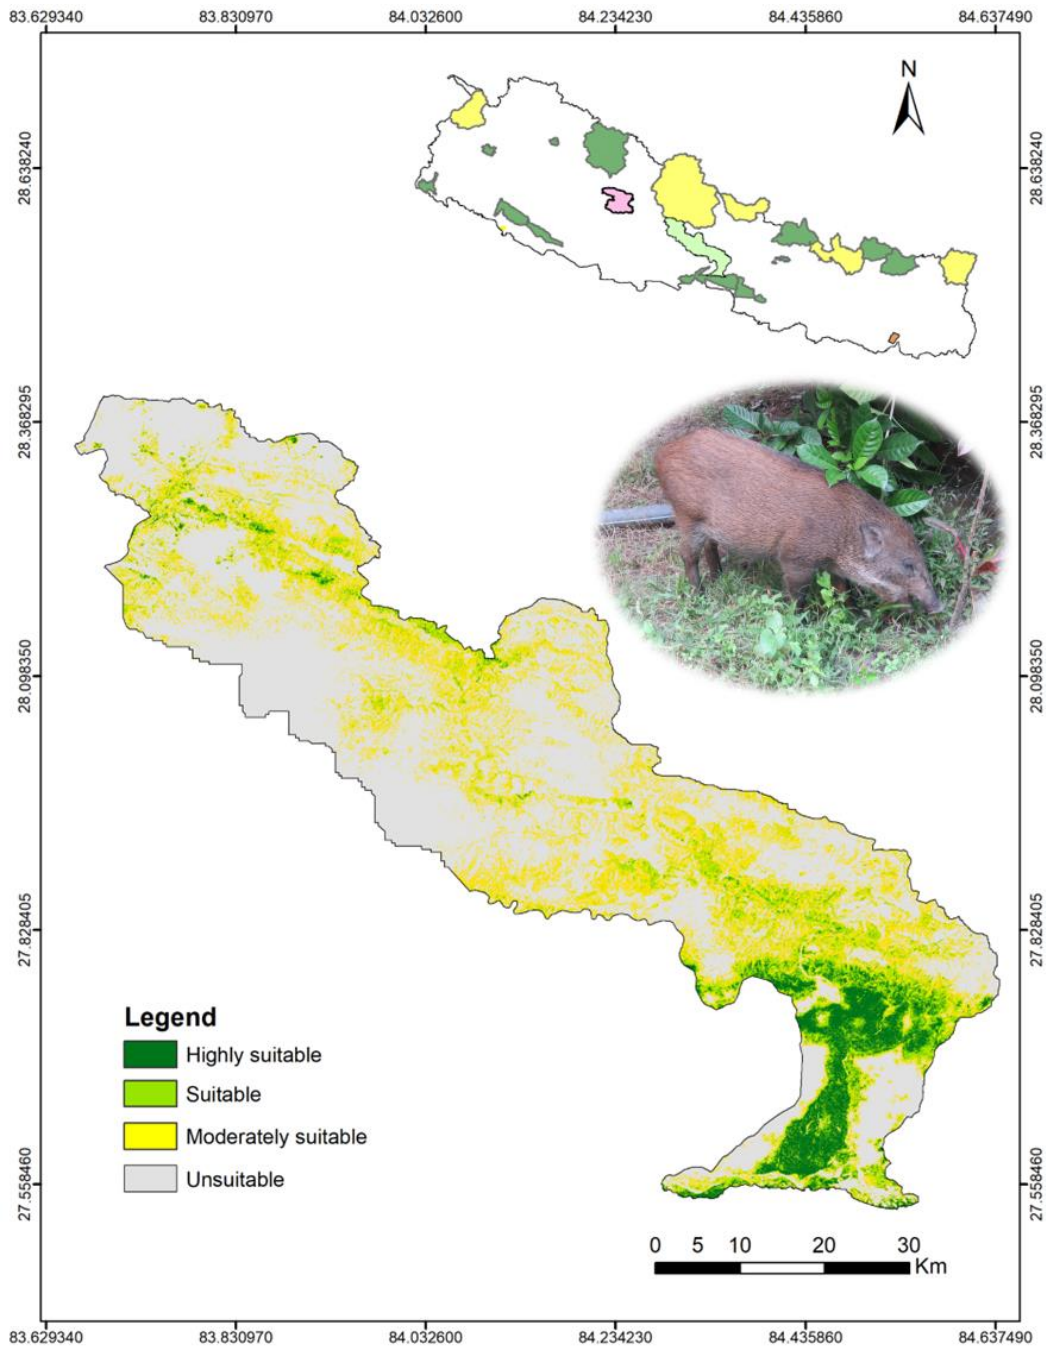 83.629340 83.830970 84.032600 84.234230 84.435860 84.637490
N
28.638240 28.638240
28.368295 28.368295
28.098350 28.098350
27.828405 27.828405
Legend
Highly suitable
Suitable
Moderately suitable
Unsuitable
27.558460 27.558460
0 5 10 20 30
Km
83.629340 83.830970 84.032600 84.234230 84.435860 84.637490